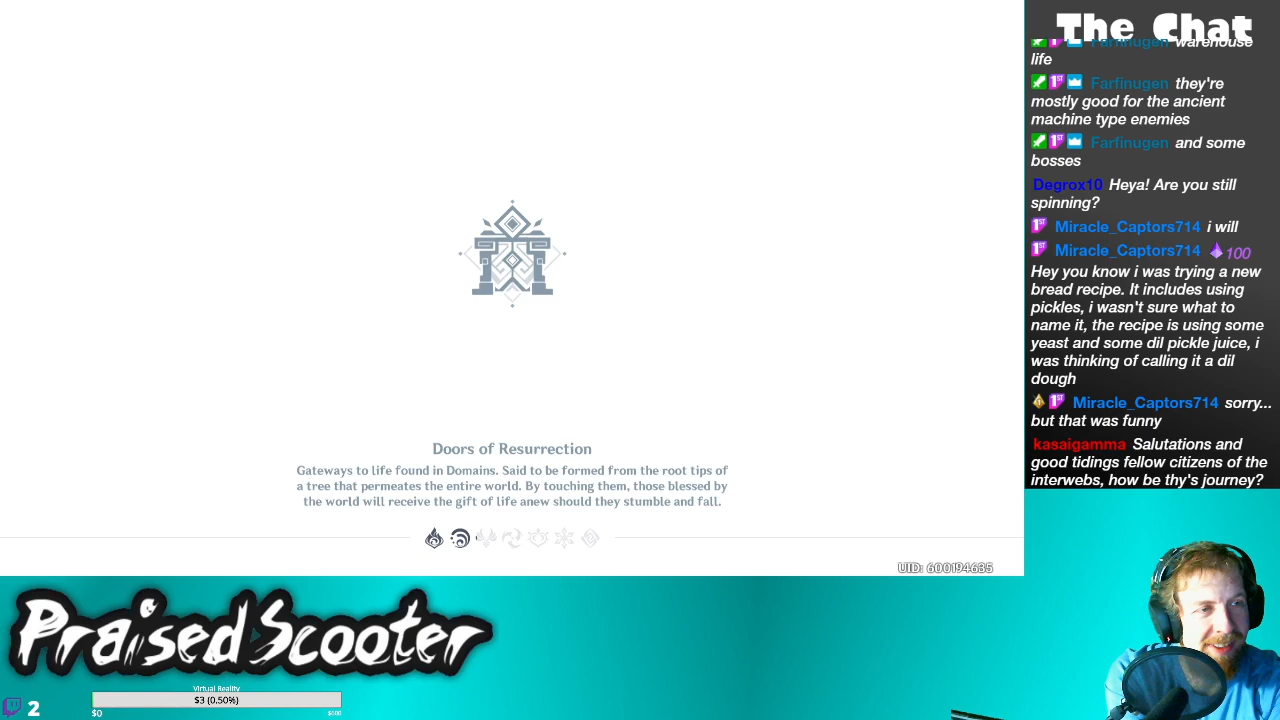 The Chat
Farfinugen warehouse
life
Farfinugen they're
mostly good for the ancient
machine type enemies
Farfinugen and some
bosses
Degrox10 Heya! Are you still
spinning?
Miracle_Captors714 i will
Miracle_Captors714 100
Hey you know i was trying a new
bread recipe. It includes using
pickles, i wasn't sure what to
name it, the recipe is using some
yeast and some dil pickle juice, i
was thinking of calling it a dil
dough
Miracle_Captors714 sorry...
but that was funny
kasaigamma Salutations and
good tidings fellow citizens of the
interwebs, how be thy's journey?
Doors of Resurrection
Gateways to life found in Domains. Said to be formed from the root tips of
a tree that permeates the entire world. By touching them, those blessed by
the world will receive the gift of life anew should they stumble and fall.
UID: 600194635
PraisedScooter
Virtual Reality
$3 (0.50%)
2
$0